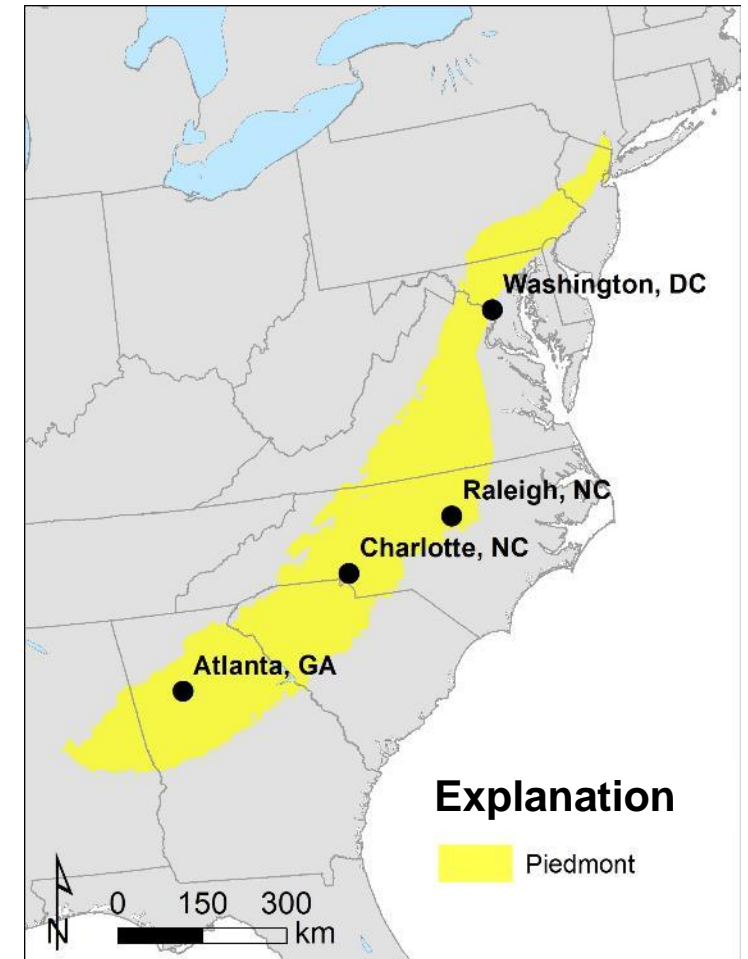 Washington, DC
Raleigh, NC
Charlotte, NC
Atlanta, GA
Explanation
Piedmont
N
0 150 300
km